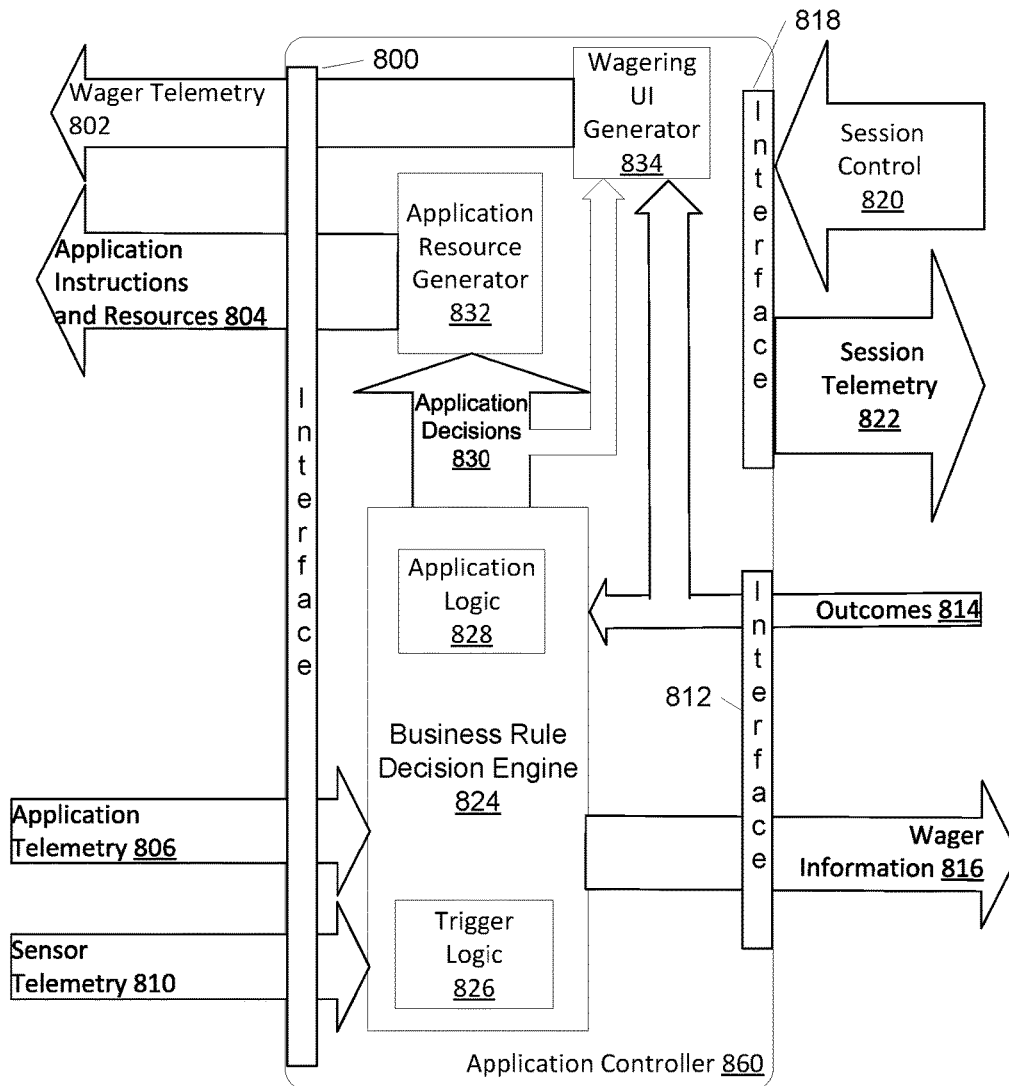 800
818
Wager Telemetry
802
Wagering
UI
Generator
834
Interface
Session
Control
820
Application
Instructions
and Resources 804
Application
Resource
Generator
832
Session
Telemetry
822
Interface
Application
Decisions
830
Application
Logic
828
Interface
Outcomes 814
812
Business Rule
Decision Engine
824
Application
Telemetry 806
Wager
Information 816
Trigger
Logic
826
Sensor
Telemetry 810
Application Controller 860